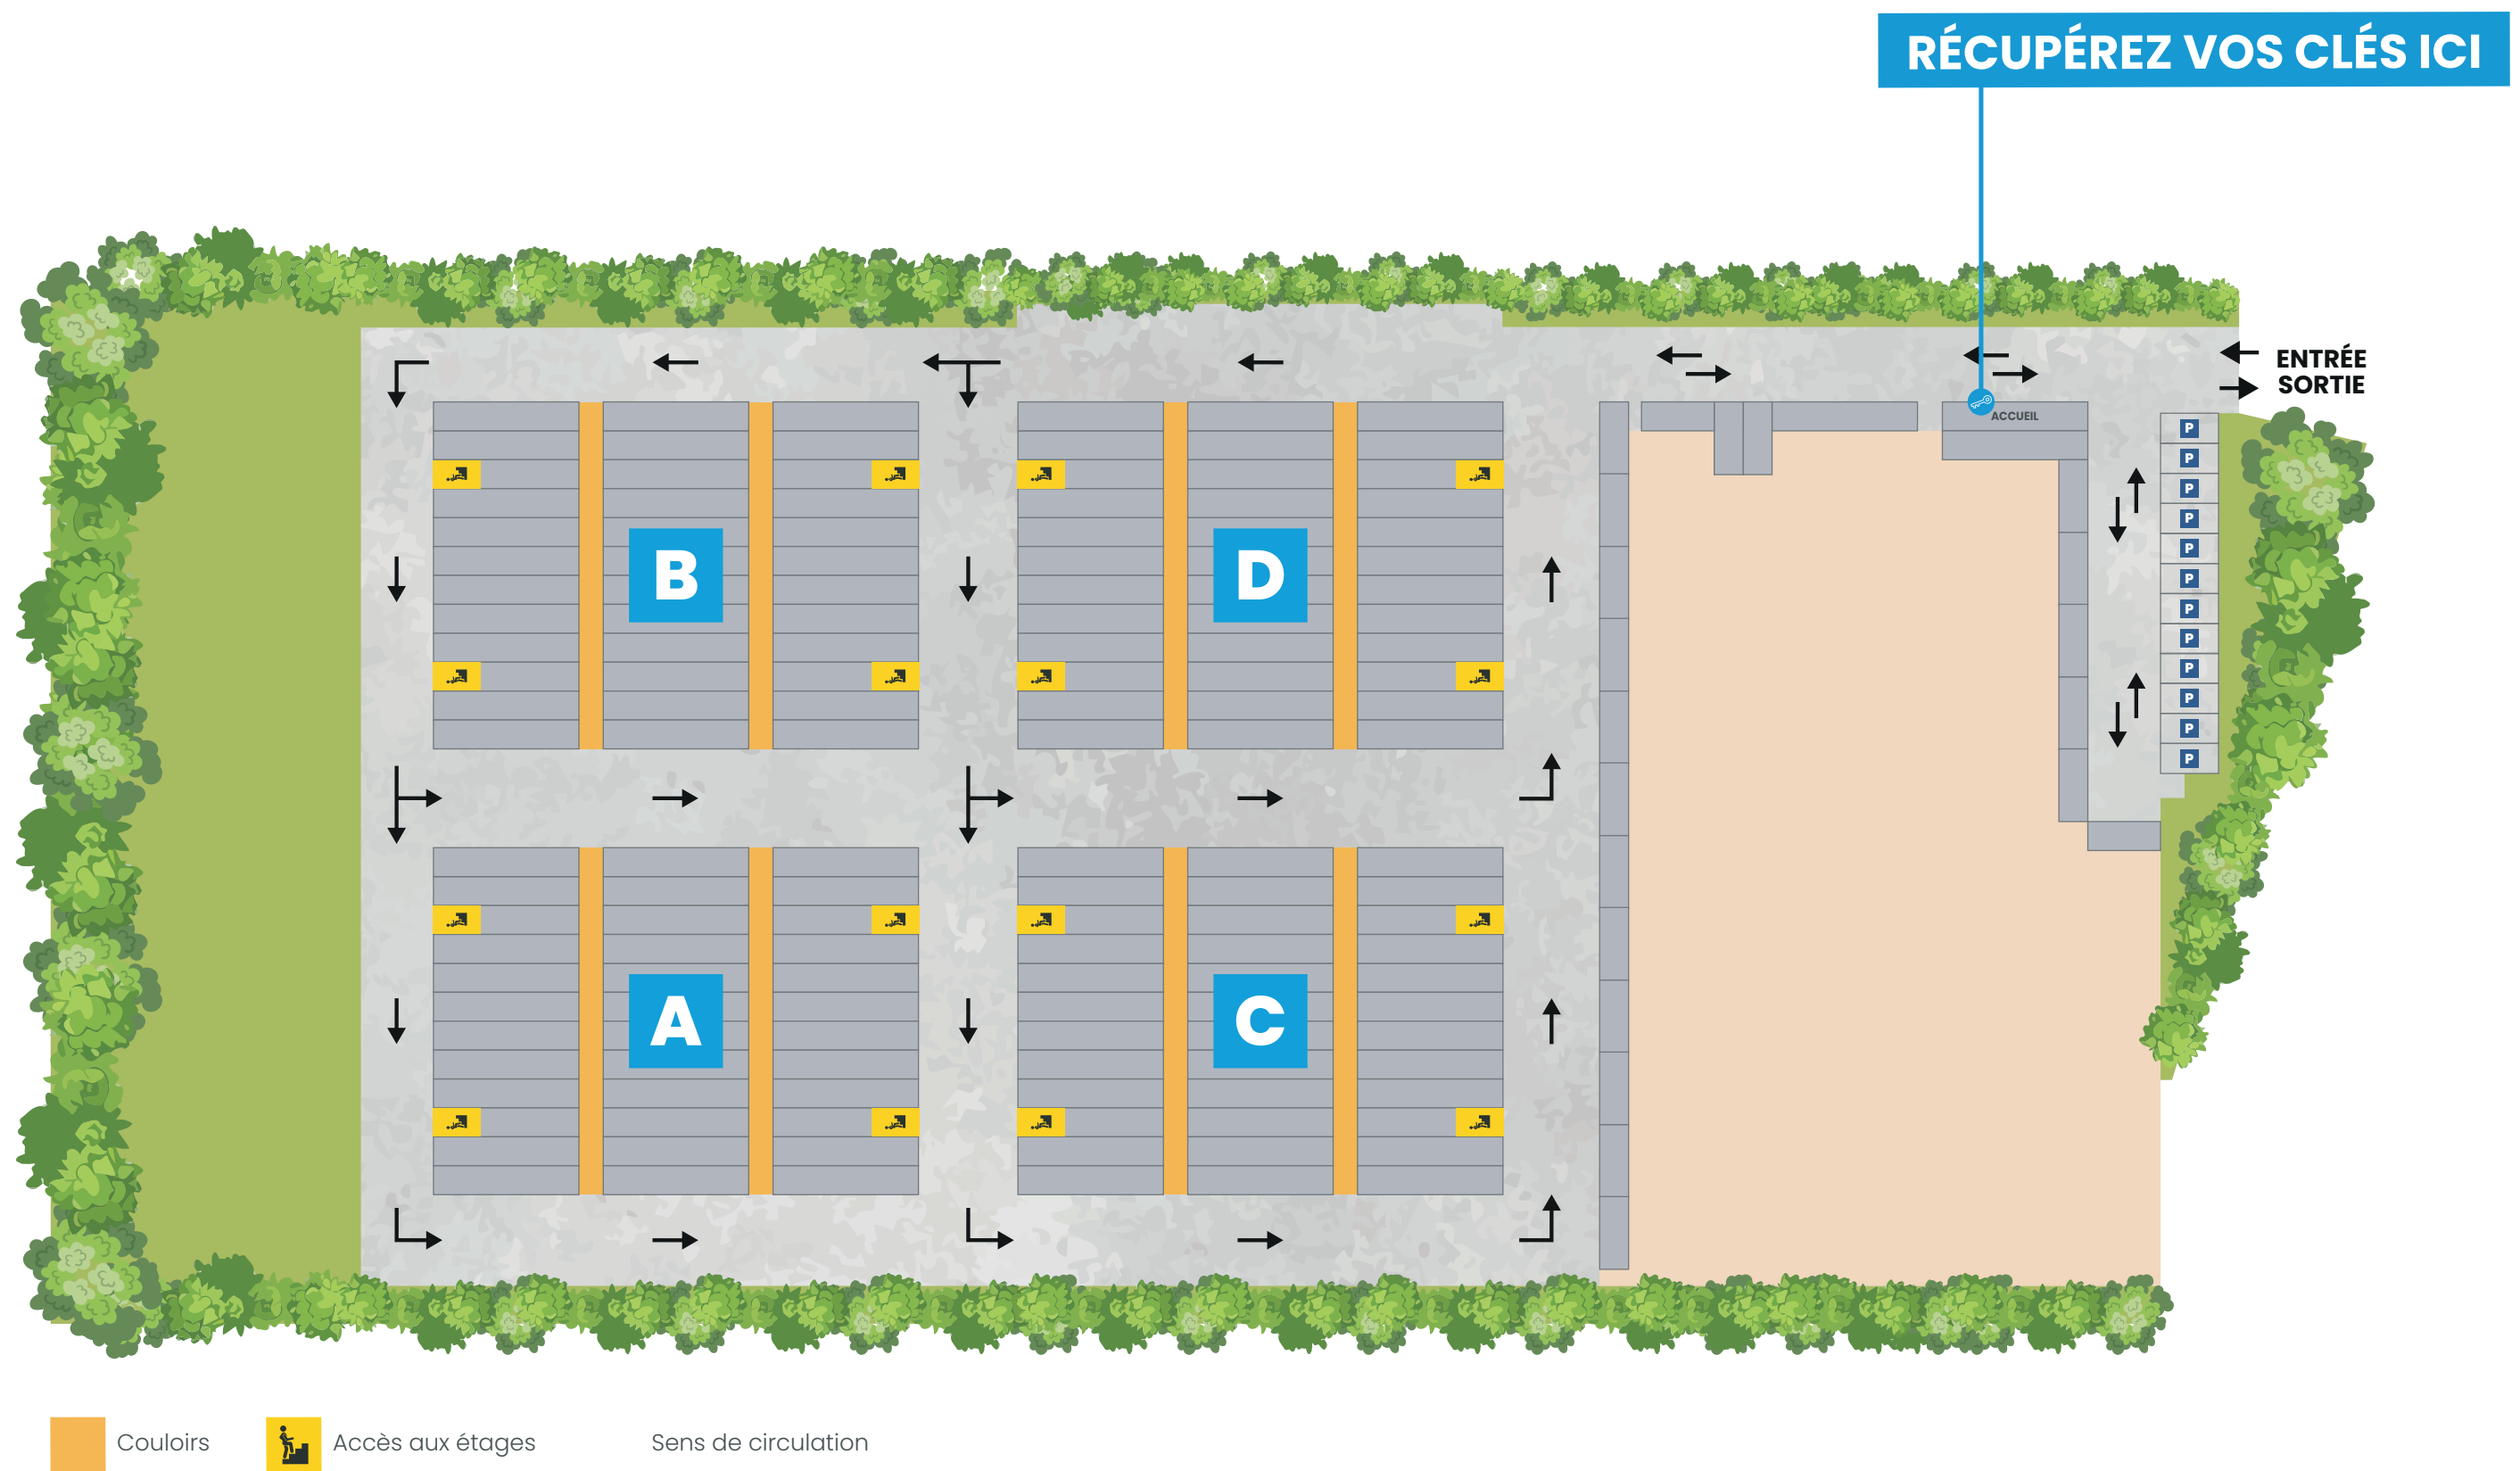 RÉCUPÉREZ VOS CLÉS ICI
ENTRÉE
SORTIE
ACCUEIL
P
P
P
P
P
P
P
P
P
P
P
P
B
D
A
C
Couloirs
Accès aux étages
Sens de circulation